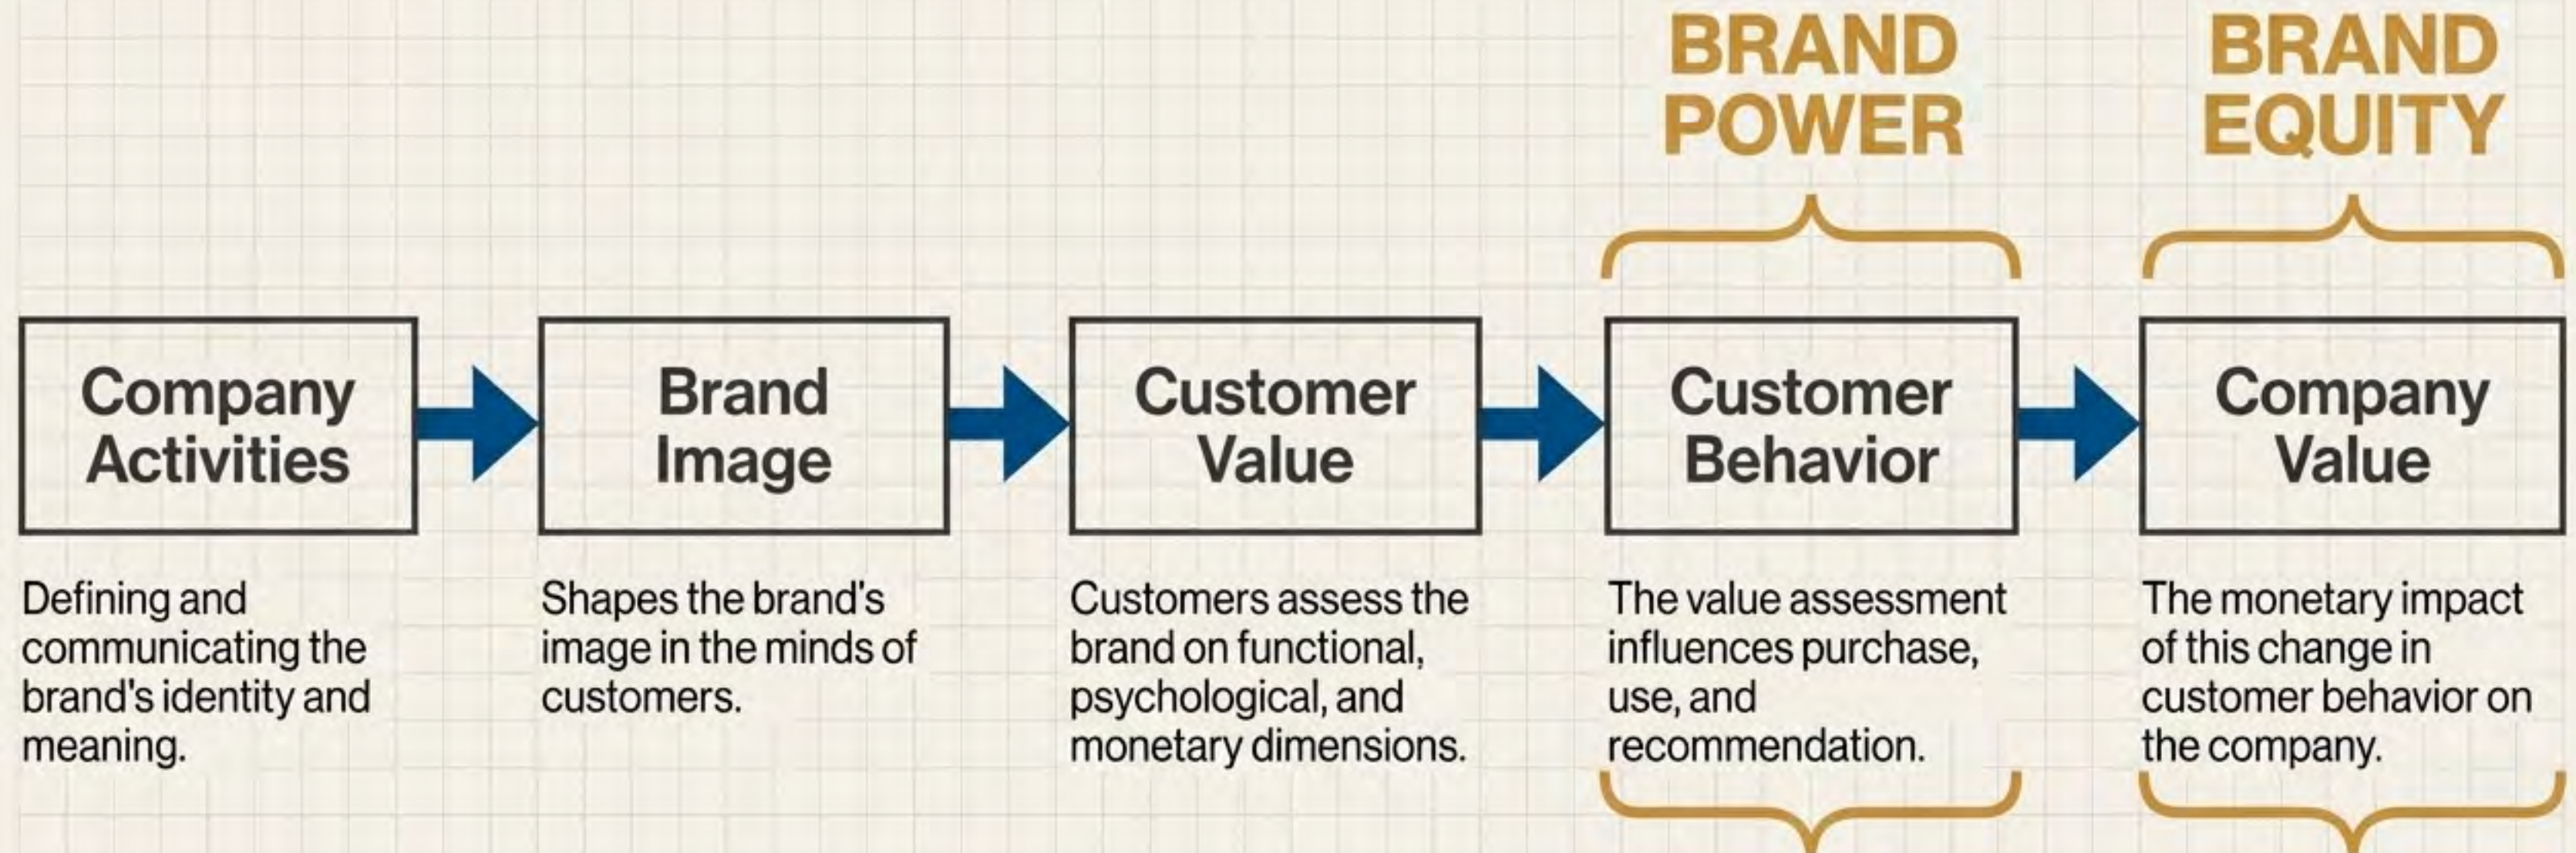 BRAND
POWER
BRAND
EQUITY
Company
Activities
Brand
Image
Customer
Value
Customer
Behavior
Company
Value
Defining and
communicating the
brand's identity and
meaning.
Shapes the brand's
image in the minds of
customers.
Customers assess the
brand on functional,
psychological, and
monetary dimensions.
The value assessment
influences purchase,
use, and
recommendation.
The monetary impact
of this change in
customer behavior on
the company.